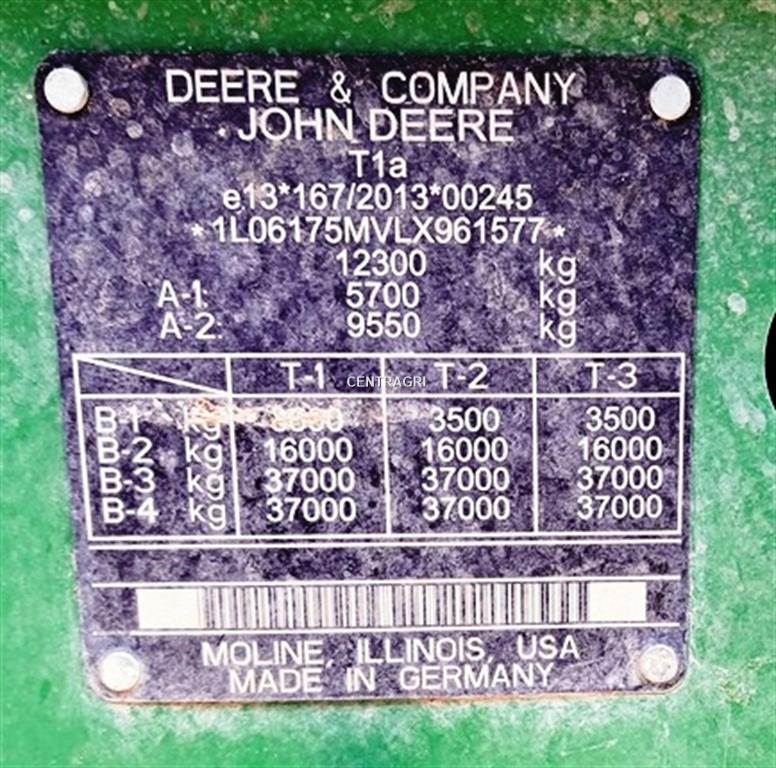 DEERE & COMPANY
JOHN DEERE
T1a
e13*167/2013*00245
*1L06175MVLX961577*
12300 kg
A-1: 5700 kg
A-2: 9550 kg
T-1 T-2 T-3
CENTRAGRI
B-1 kg 3500 3500
B-2 kg 16000 16000 16000
B-3 kg 37000 37000 37000
B-4 kg 37000 37000 37000
MOLINE, ILLINOIS, USA
MADE IN GERMANY